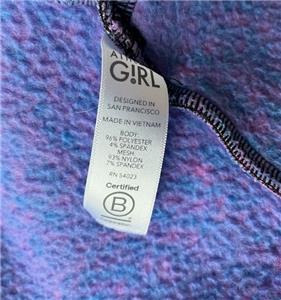 G!RL
DESIGNED IN
SAN FRANCISCO
MADE IN VIETNAM
BODY:
96% POLYESTER
4% SPANDEX
MESH:
93% NYLON
7% SPANDEX
RN 54023
Certified
B